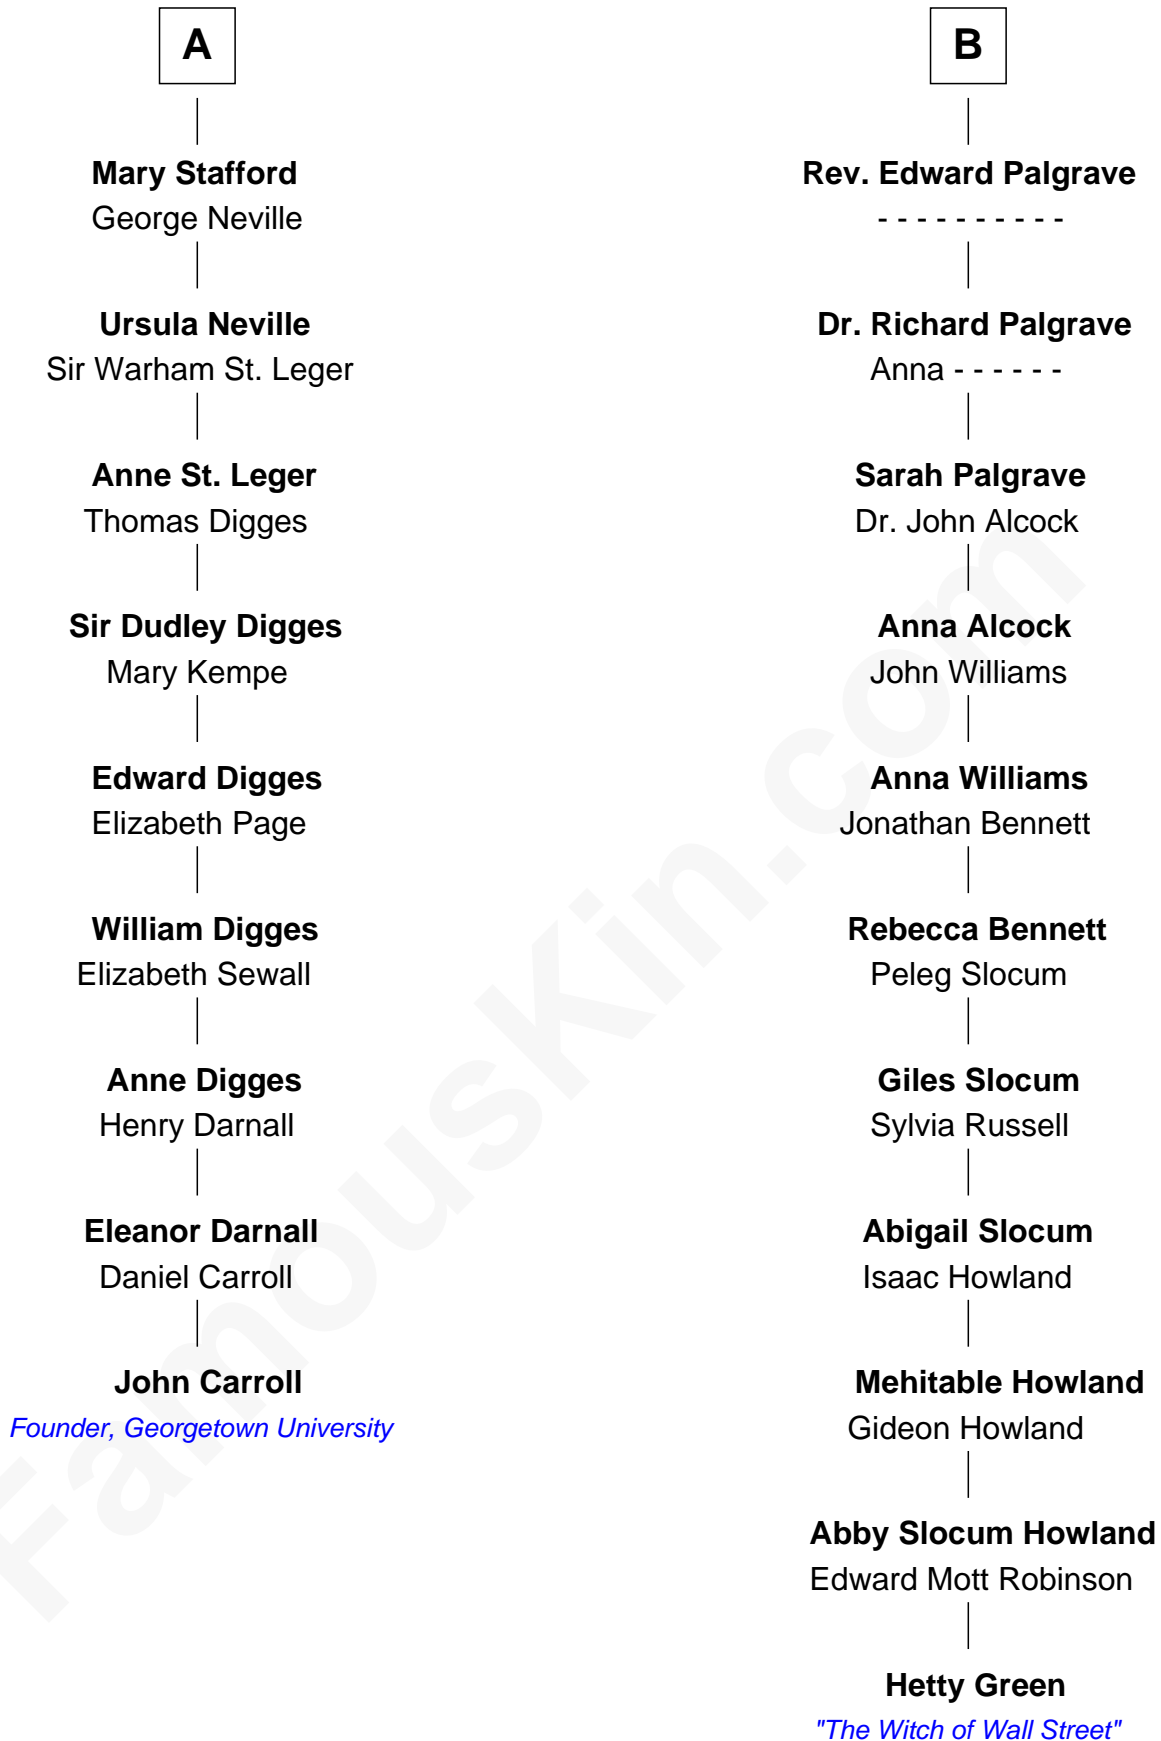 A
Mary Stafford
George Neville
Ursula Neville
Sir Warham St. Leger
Anne St. Leger
Thomas Digges
Sir Dudley Digges
Mary Kempe
Edward Digges
Elizabeth Page
William Digges
Elizabeth Sewall
Anne Digges
Henry Darnall
Eleanor Darnall
Daniel Carroll
John Carroll
Founder, Georgetown University
B
Rev. Edward Palgrave
- - - - - - - - - -
Dr. Richard Palgrave
Anna - - - - - -
Sarah Palgrave
Dr. John Alcock
Anna Alcock
John Williams
Anna Williams
Jonathan Bennett
Rebecca Bennett
Peleg Slocum
Giles Slocum
Sylvia Russell
Abigail Slocum
Isaac Howland
Mehitable Howland
Gideon Howland
Abby Slocum Howland
Edward Mott Robinson
Hetty Green
"The Witch of Wall Street"
FamousKin.com